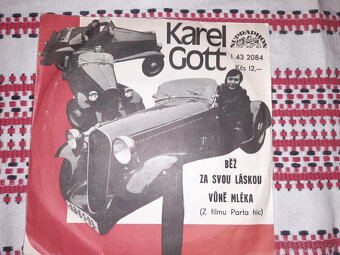 Karel
Gott
SUPRAPHON
1 43 2084
Kčs 12,—
BĚŽ
ZA SVOU LÁSKOU
VŮNĚ MLÉKA
(Z filmu Parta hic)